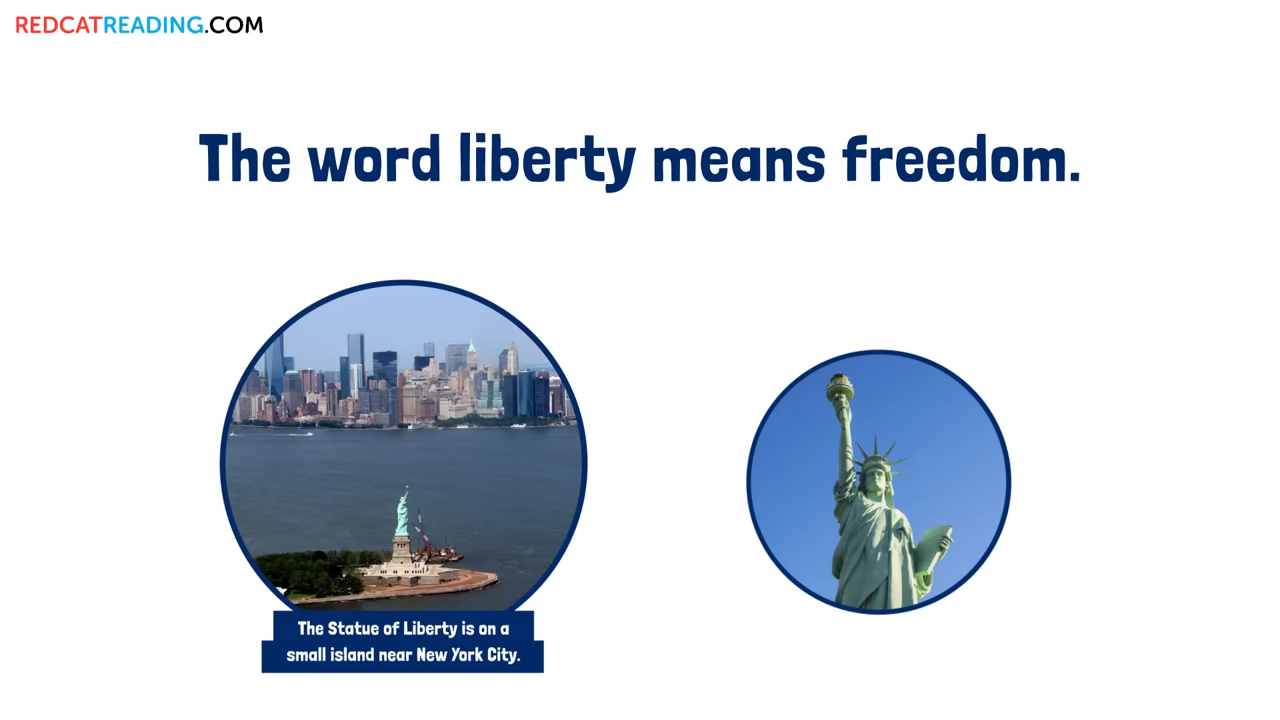 REDCATREADING.COM
The word liberty means freedom.
The Statue of Liberty is on a
small island near New York City.